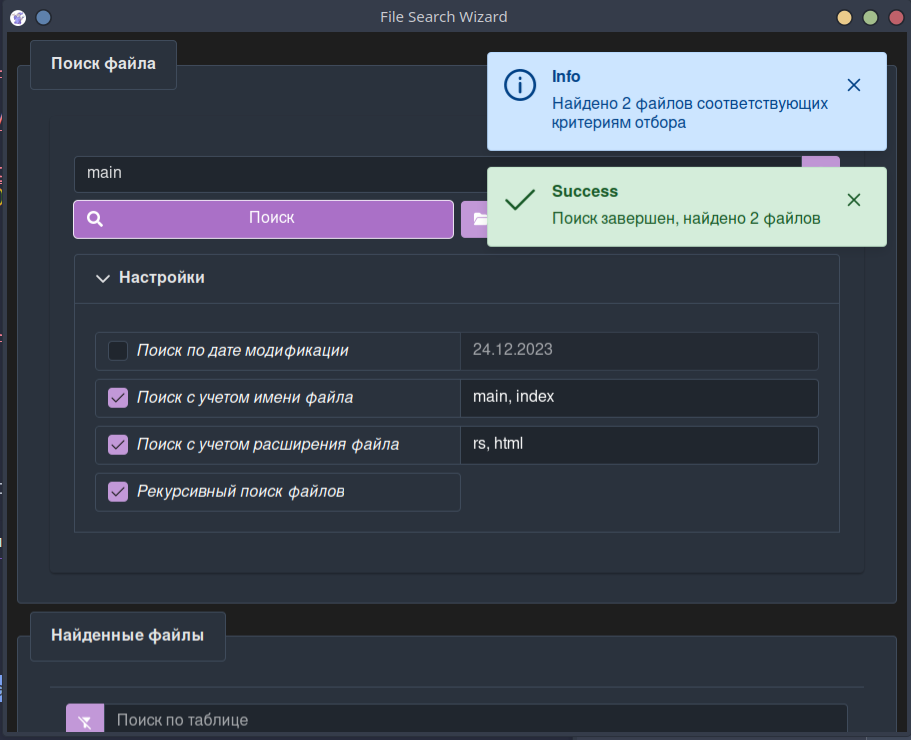 File Search Wizard
Поиск файла
Info
Найдено 2 файлов соответствующих
критериям отбора
main
Success
Поиск завершен, найдено 2 файлов
Поиск
Настройки
Поиск по дате модификации
24.12.2023
Поиск с учетом имени файла
main, index
Поиск с учетом расширения файла
rs, html
Рекурсивный поиск файлов
Найденные файлы
Поиск по таблице